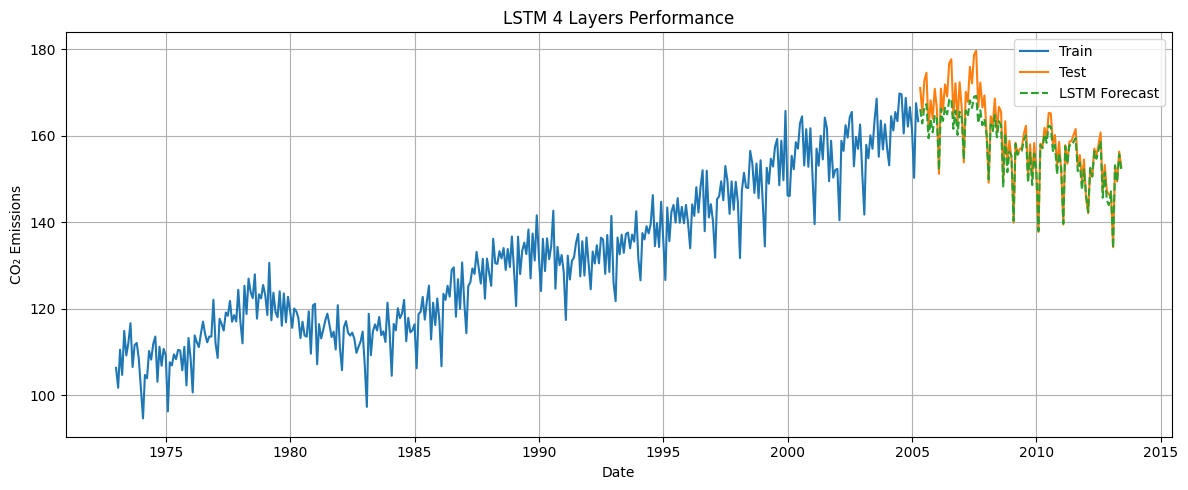 LSTM 4 Layers Performance
CO₂ Emissions
180
160
140
120
100
Train
Test
LSTM Forecast
1975 1980 1985 1990 1995 2000 2005 2010 2015
Date